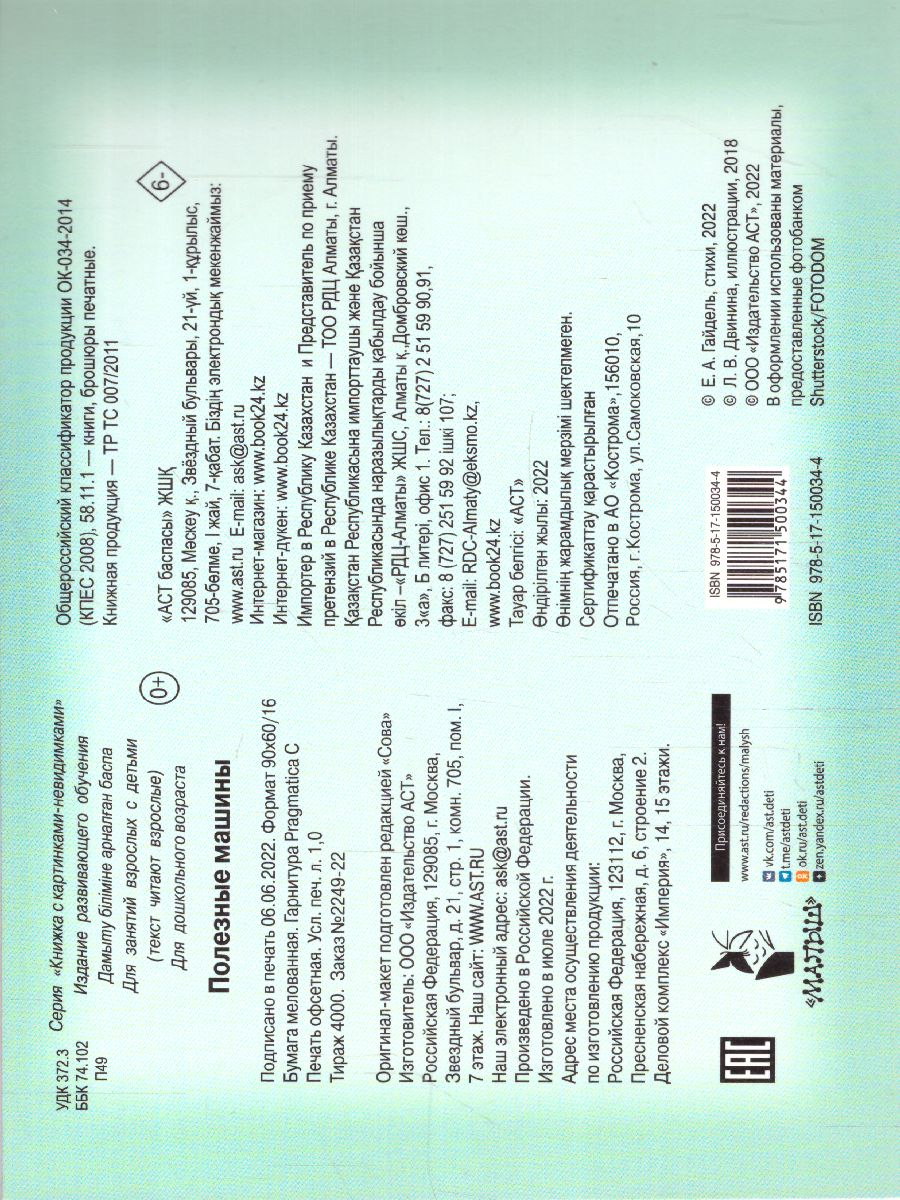 УДК 372.3
ББК 74.102
П49
Серия «Книжка с картинками-невидимками»
Издание развивающего обучения
Дамыту біліміне арналған баспа
Для занятий взрослых с детьми
(текст читают взрослые)
Для дошкольного возраста
0+
Полезные машины
Подписано в печать 06.06.2022. Формат 90х60/16
Бумага мелованная. Гарнитура Pragmatica C
Печать офсетная. Усл. печ. л. 1,0
Тираж 4000. Заказ №2249-22
Оригинал-макет подготовлен редакцией «Сова»
Изготовитель: ООО «Издательство АСТ»
Российская Федерация, 129085, г. Москва,
Звездный бульвар, д. 21, стр. 1, комн. 705, пом. I,
7 этаж. Наш сайт: WWW.AST.RU
Наш электронный адрес: ask@ast.ru
Произведено в Российской Федерации.
Изготовлено в июле 2022 г.
Адрес места осуществления деятельности
по изготовлению продукции:
Российская Федерация, 123112, г. Москва,
Пресненская набережная, д. 6, строение 2.
Деловой комплекс «Империя», 14, 15 этажи.
EAC
«МАЛЫШ»
Присоединяйтесь к нам!
www.ast.ru/redactions/malysh
vk.com/ast.deti
t.me/astdeti
ok.ru/ast.deti
zen.yandex.ru/astdeti
Общероссийский классификатор продукции ОК-034-2014
(КПЕС 2008), 58.11.1 — книги, брошюры печатные.
Книжная продукция — ТР ТС 007/2011
6-
«АСТ баспасы» ЖШҚ
129085, Мәскеу қ., Звёздный бульвары, 21-үй, 1-құрылыс,
705-бөлме, I жай, 7-қабат. Біздің электрондық мекенжаймыз:
www.ast.ru E-mail: ask@ast.ru
Интернет-магазин: www.book24.kz
Интернет-дүкен: www.book24.kz
Импортер в Республику Казахстан и Представитель по приему
претензий в Республике Казахстан — ТОО РДЦ Алматы, г. Алматы.
Қазақстан Республикасына импорттаушы және Қазақстан
Республикасында наразылықтарды қабылдау бойынша
өкіл –«РДЦ-Алматы» ЖШС, Алматы қ.,Домбровский көш.,
3«а», Б литері, офис 1. Тел.: 8(727) 2 51 59 90,91,
факс: 8 (727) 251 59 92 ішкі 107;
E-mail: RDC-Almaty@eksmo.kz,
www.book24.kz
Тауар белгісі: «АСТ»
Өндірілген жылы: 2022
Өнімнің жарамдылық мерзімі шектелмеген.
Сертификаттау қарастырылған
Отпечатано в АО «Кострома»,156010,
Россия, г. Кострома, ул.Самоковская,10
ISBN 978-5-17-150034-4
9 785171 500344
ISBN 978-5-17-150034-4
© Е. А. Гайдель, стихи, 2022
© Л. В. Двинина, иллюстрации, 2018
© ООО «Издательство АСТ», 2022
В оформлении использованы материалы,
предоставленные фотобанком
Shutterstock/FOTODOM